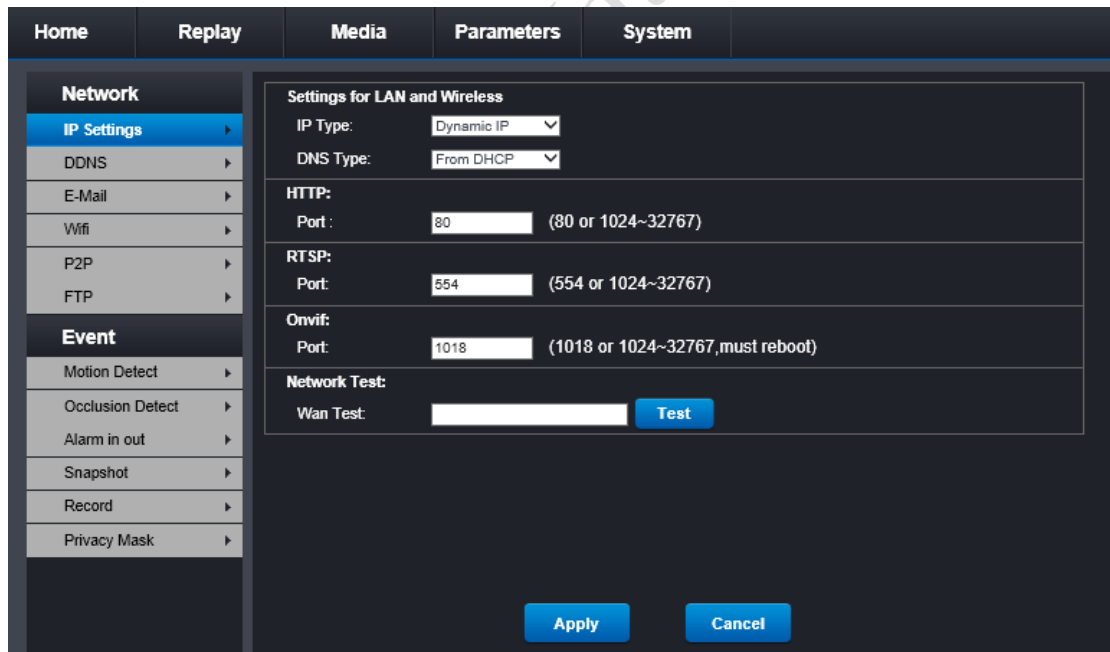 Home Replay Media Parameters System
Network
IP Settings
DDNS
E-Mail
Wifi
P2P
FTP
Event
Motion Detect
Occlusion Detect
Alarm in out
Snapshot
Record
Privacy Mask
Settings for LAN and Wireless
IP Type: Dynamic IP
DNS Type: From DHCP
HTTP:
Port : 80 (80 or 1024~32767)
RTSP:
Port: 554 (554 or 1024~32767)
Onvif:
Port: 1018 (1018 or 1024~32767,must reboot)
Network Test:
Wan Test: Test
Apply Cancel